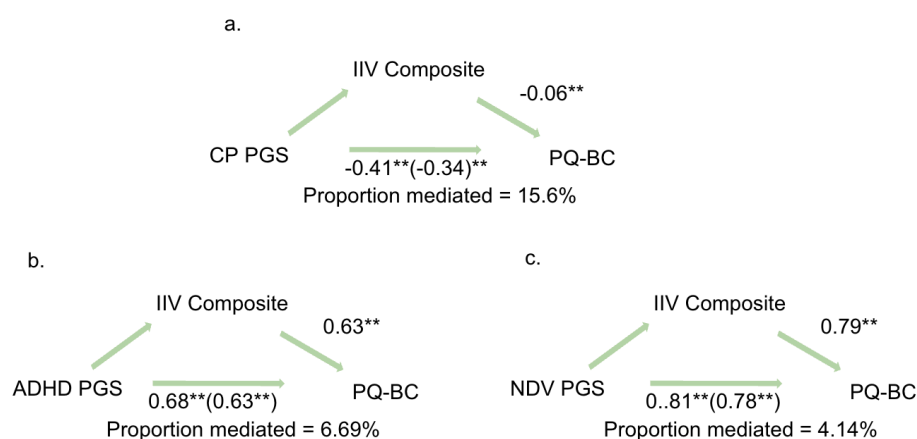 a.
IIV Composite
-0.06**
CP PGS
PQ-BC
-0.41**(-0.34)**
Proportion mediated = 15.6%
b.
IIV Composite
0.63**
ADHD PGS
PQ-BC
0.68**(0.63**)
Proportion mediated = 6.69%
c.
IIV Composite
0.79**
NDV PGS
PQ-BC
0..81**(0.78**)
Proportion mediated = 4.14%